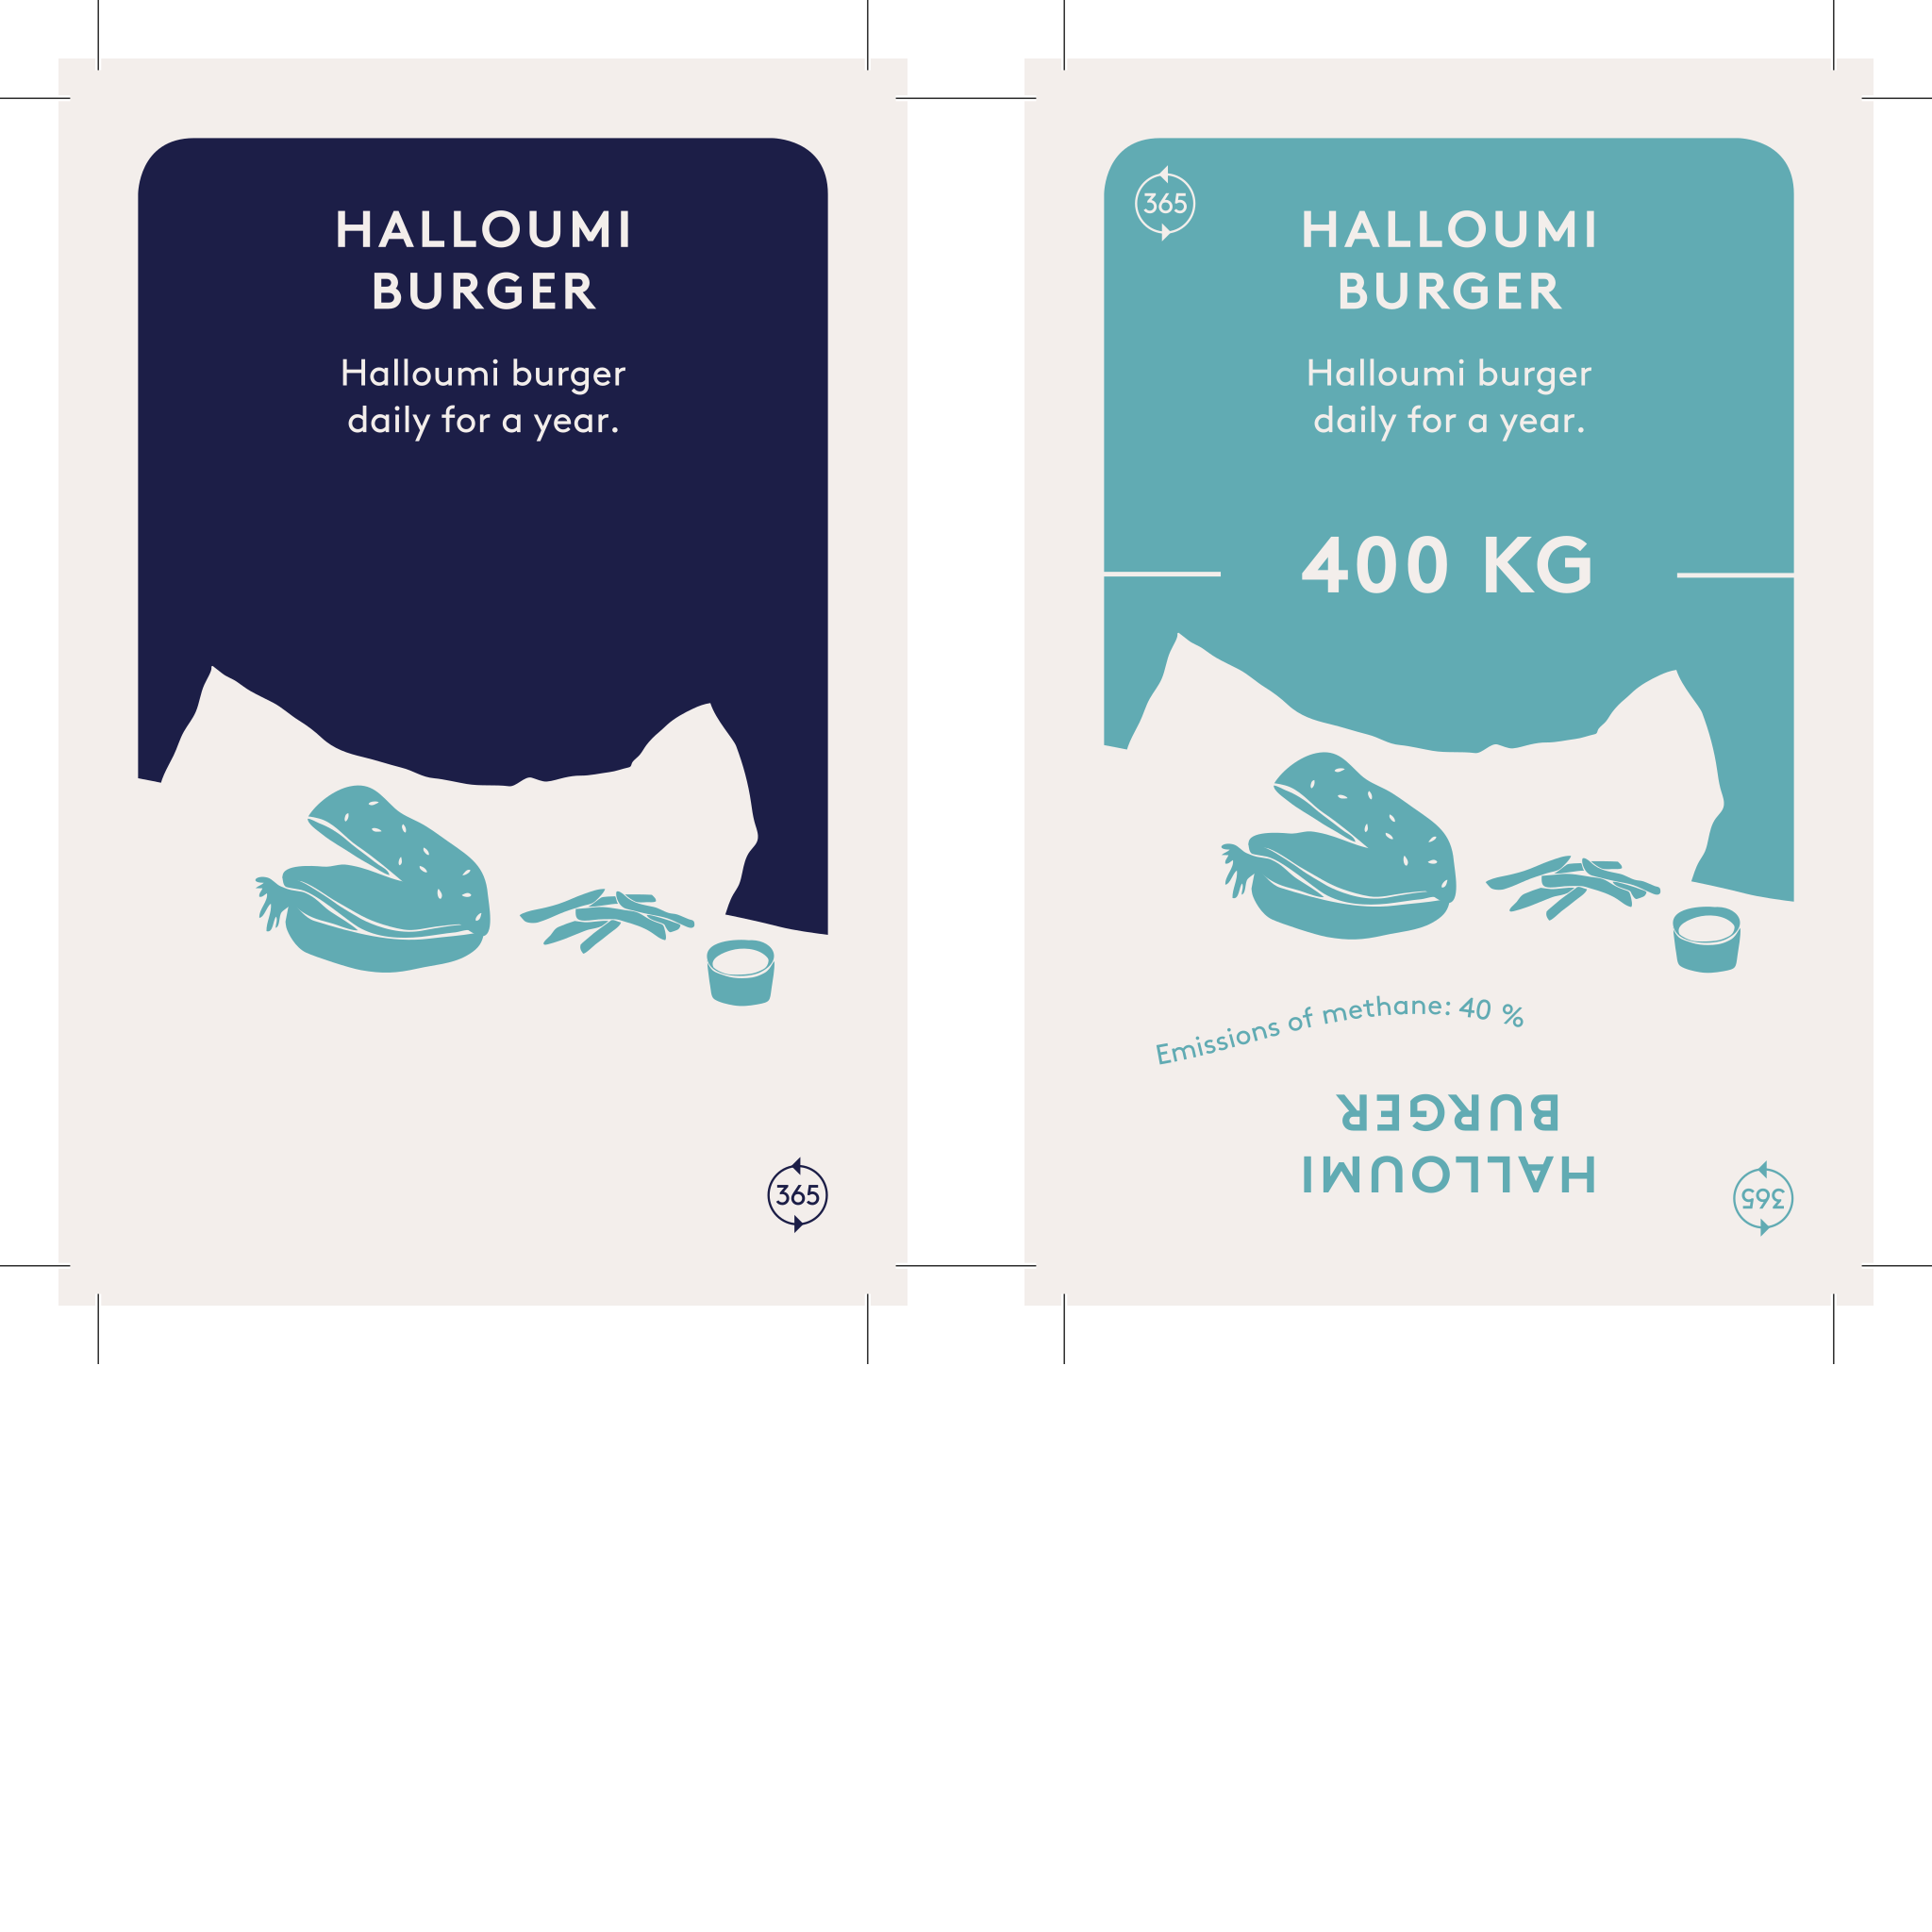 HALLOUMI
BURGER
Halloumi burger
daily for a year.
365
365
HALLOUMI
BURGER
Halloumi burger
daily for a year.
400 KG
Emissions of methane: 40 %
HALLOUMI
BURGER
365